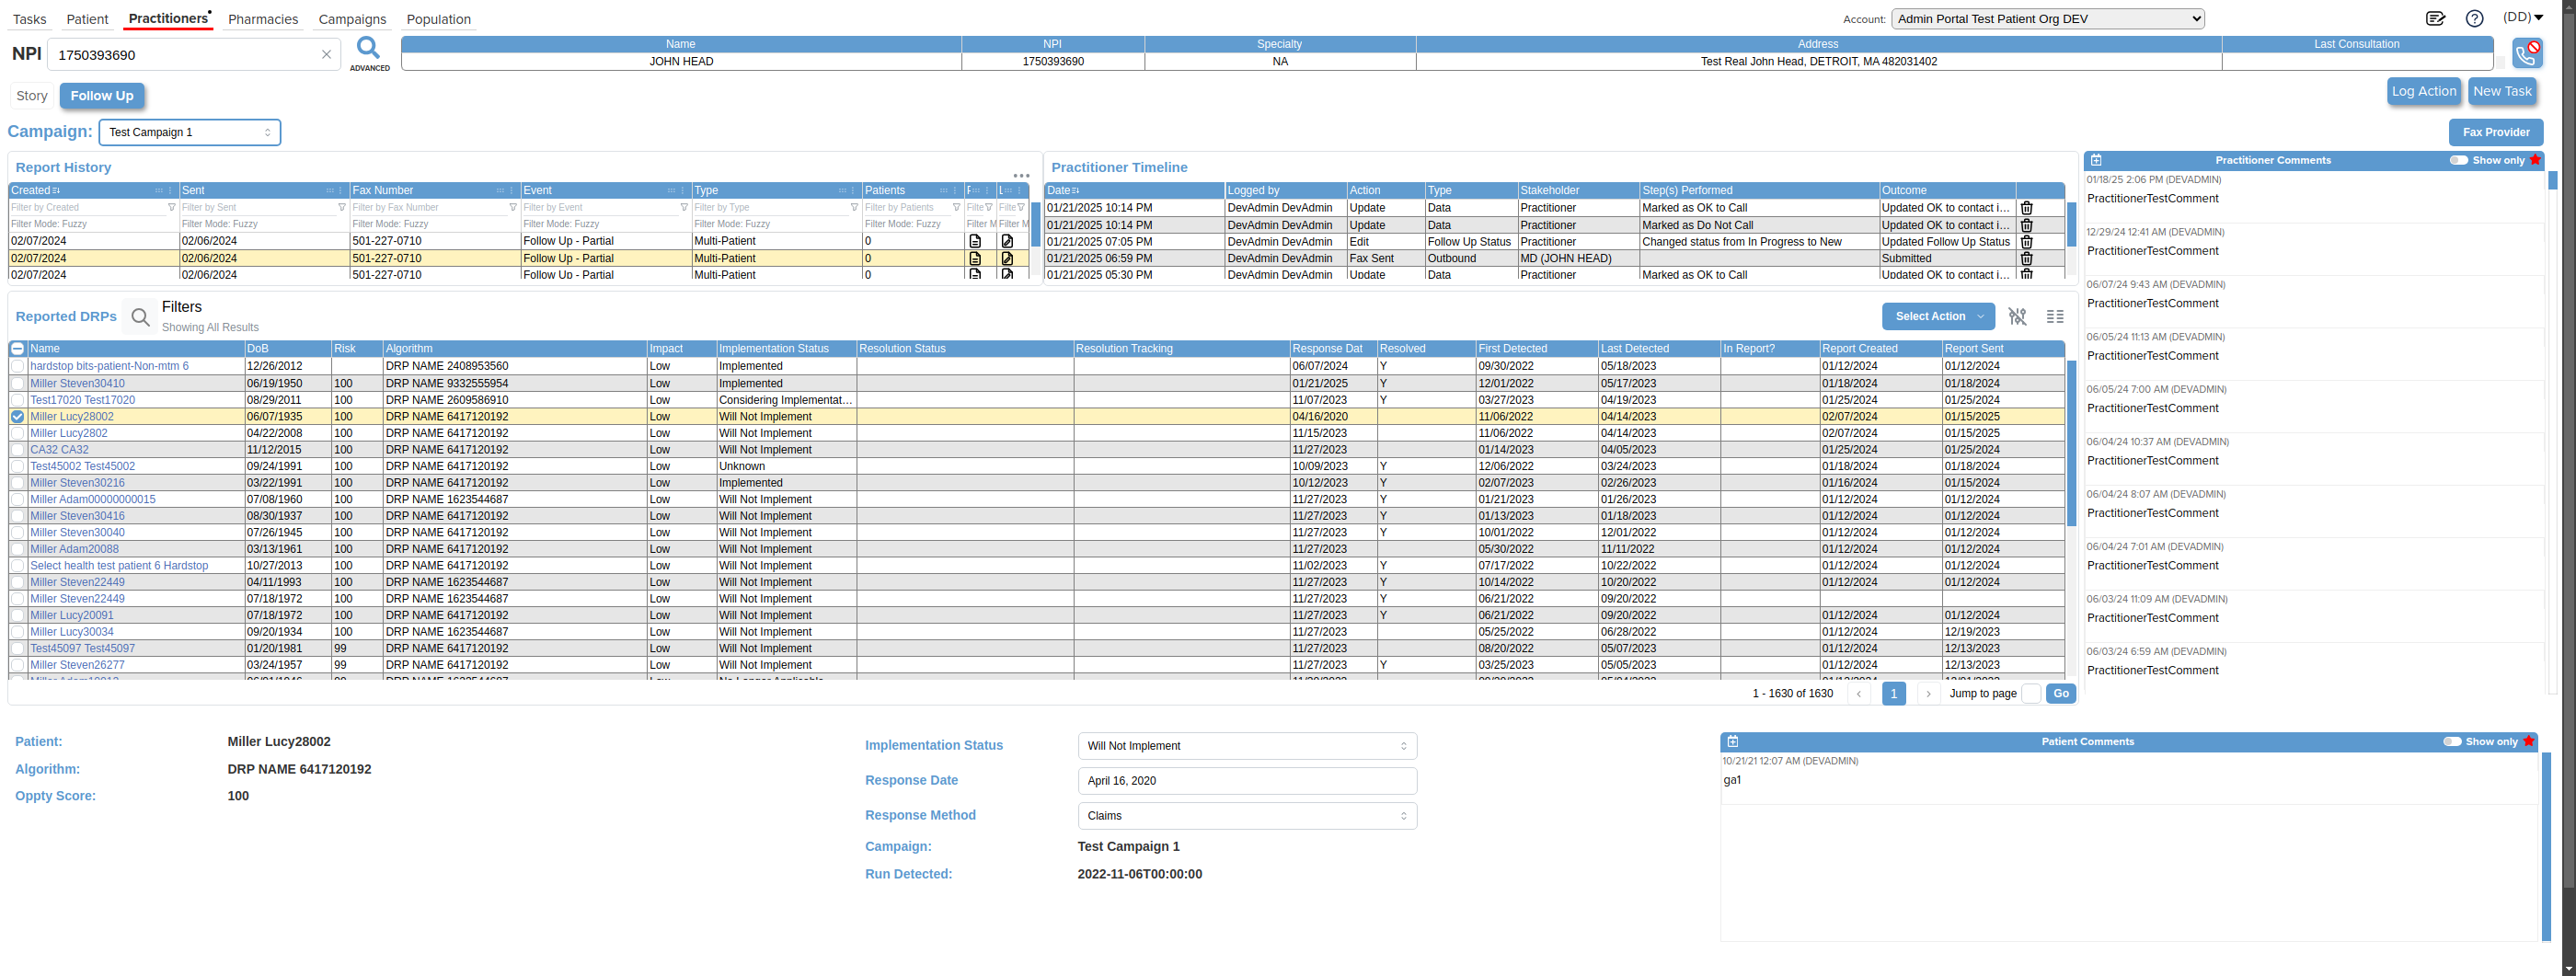 Tasks Patient Practitioners Pharmacies Campaigns Population Account: Admin Portal Test Patient Org DEV (DD)
NPI 1750393690 ADVANCED
Name NPI Specialty Address Last Consultation
JOHN HEAD 1750393690 NA Test Real John Head, DETROIT, MA 482031402
Story Follow Up Log Action New Task
Campaign: Test Campaign 1 Fax Provider
Report History
Created Sent Fax Number Event Type Patients
Filter by Created Filter by Sent Filter by Fax Number Filter by Event Filter by Type Filter by Patients Filte Filte
Filter Mode: Fuzzy Filter Mode: Fuzzy Filter Mode: Fuzzy Filter Mode: Fuzzy Filter Mode: Fuzzy Filter Mode: Fuzzy Filter M Filter M
02/07/2024 02/06/2024 501-227-0710 Follow Up - Partial Multi-Patient 0
02/07/2024 02/06/2024 501-227-0710 Follow Up - Partial Multi-Patient 0
02/07/2024 02/06/2024 501-227-0710 Follow Up - Partial Multi-Patient 0
Practitioner Timeline
Date Logged by Action Type Stakeholder Step(s) Performed Outcome
01/21/2025 10:14 PM DevAdmin DevAdmin Update Data Practitioner Marked as OK to Call Updated OK to contact i...
01/21/2025 10:14 PM DevAdmin DevAdmin Update Data Practitioner Marked as Do Not Call Updated OK to contact i...
01/21/2025 07:05 PM DevAdmin DevAdmin Edit Follow Up Status Practitioner Changed status from In Progress to New Updated Follow Up Status
01/21/2025 06:59 PM DevAdmin DevAdmin Fax Sent Outbound MD (JOHN HEAD) Submitted
01/21/2025 05:30 PM DevAdmin DevAdmin Update Data Practitioner Marked as OK to Call Updated OK to contact i...
Practitioner Comments Show only
01/18/25 2:06 PM (DEVADMIN)
PractitionerTestComment
12/29/24 12:41 AM (DEVADMIN)
PractitionerTestComment
06/07/24 9:43 AM (DEVADMIN)
PractitionerTestComment
06/05/24 11:13 AM (DEVADMIN)
PractitionerTestComment
06/05/24 7:00 AM (DEVADMIN)
PractitionerTestComment
06/04/24 10:37 AM (DEVADMIN)
PractitionerTestComment
06/04/24 8:07 AM (DEVADMIN)
PractitionerTestComment
06/04/24 7:01 AM (DEVADMIN)
PractitionerTestComment
06/03/24 11:09 AM (DEVADMIN)
PractitionerTestComment
06/03/24 6:59 AM (DEVADMIN)
PractitionerTestComment
Reported DRPs Filters Select Action
Showing All Results
Name DoB Risk Algorithm Impact Implementation Status Resolution Status Resolution Tracking Response Dat Resolved First Detected Last Detected In Report? Report Created Report Sent
hardstop bits-patient-Non-mtm 6 12/26/2012 DRP NAME 2408953560 Low Implemented 06/07/2024 Y 09/30/2022 05/18/2023 01/12/2024 01/12/2024
Miller Steven30410 06/19/1950 100 DRP NAME 9332555954 Low Implemented 01/21/2025 Y 12/01/2022 05/17/2023 01/18/2024 01/18/2024
Test17020 Test17020 08/29/2011 100 DRP NAME 2609586910 Low Considering Implementat... 11/07/2023 Y 03/27/2023 04/19/2023 01/25/2024 01/25/2024
Miller Lucy28002 06/07/1935 100 DRP NAME 6417120192 Low Will Not Implement 04/16/2020 11/06/2022 04/14/2023 02/07/2024 01/15/2025
Miller Lucy2802 04/22/2008 100 DRP NAME 6417120192 Low Will Not Implement 11/15/2023 11/06/2022 04/14/2023 02/07/2024 01/15/2025
CA32 CA32 11/12/2015 100 DRP NAME 6417120192 Low Will Not Implement 11/27/2023 01/14/2023 04/05/2023 01/25/2024 01/25/2024
Test45002 Test45002 09/24/1991 100 DRP NAME 6417120192 Low Unknown 10/09/2023 Y 12/06/2022 03/24/2023 01/18/2024 01/18/2024
Miller Steven30216 03/22/1991 100 DRP NAME 6417120192 Low Implemented 10/12/2023 Y 02/07/2023 02/26/2023 01/16/2024 01/15/2024
Miller Adam00000000015 07/08/1960 100 DRP NAME 1623544687 Low Will Not Implement 11/27/2023 Y 01/21/2023 01/26/2023 01/12/2024 01/12/2024
Miller Steven30416 08/30/1937 100 DRP NAME 6417120192 Low Will Not Implement 11/27/2023 Y 01/13/2023 01/18/2023 01/12/2024 01/12/2024
Miller Steven30040 07/26/1945 100 DRP NAME 6417120192 Low Will Not Implement 11/27/2023 Y 10/01/2022 12/01/2022 01/12/2024 01/12/2024
Miller Adam20088 03/13/1961 100 DRP NAME 6417120192 Low Will Not Implement 11/27/2023 05/30/2022 11/11/2022 01/12/2024 01/12/2024
Select health test patient 6 Hardstop 10/27/2013 100 DRP NAME 6417120192 Low Will Not Implement 11/02/2023 Y 07/17/2022 10/22/2022 01/12/2024 01/12/2024
Miller Steven22449 04/11/1993 100 DRP NAME 1623544687 Low Will Not Implement 11/27/2023 Y 10/14/2022 10/20/2022 01/12/2024 01/12/2024
Miller Steven22449 07/18/1972 100 DRP NAME 1623544687 Low Will Not Implement 11/27/2023 Y 06/21/2022 09/20/2022
Miller Lucy20091 07/18/1972 100 DRP NAME 6417120192 Low Will Not Implement 11/27/2023 Y 06/21/2022 09/20/2022 01/12/2024 01/12/2024
Miller Lucy30034 09/20/1934 100 DRP NAME 1623544687 Low Will Not Implement 11/27/2023 05/25/2022 06/28/2022 01/12/2024 12/19/2023
Test45097 Test45097 01/20/1981 99 DRP NAME 6417120192 Low Will Not Implement 11/27/2023 08/20/2022 05/07/2023 01/12/2024 12/13/2023
Miller Steven26277 03/24/1957 99 DRP NAME 6417120192 Low Will Not Implement 11/27/2023 Y 03/25/2023 05/05/2023 01/12/2024 12/13/2023
1 - 1630 of 1630 1 Jump to page Go
Patient: Miller Lucy28002
Algorithm: DRP NAME 6417120192
Oppty Score: 100
Implementation Status Will Not Implement
Response Date April 16, 2020
Response Method Claims
Campaign: Test Campaign 1
Run Detected: 2022-11-06T00:00:00
Patient Comments Show only
10/21/21 12:07 AM (DEVADMIN)
ga1